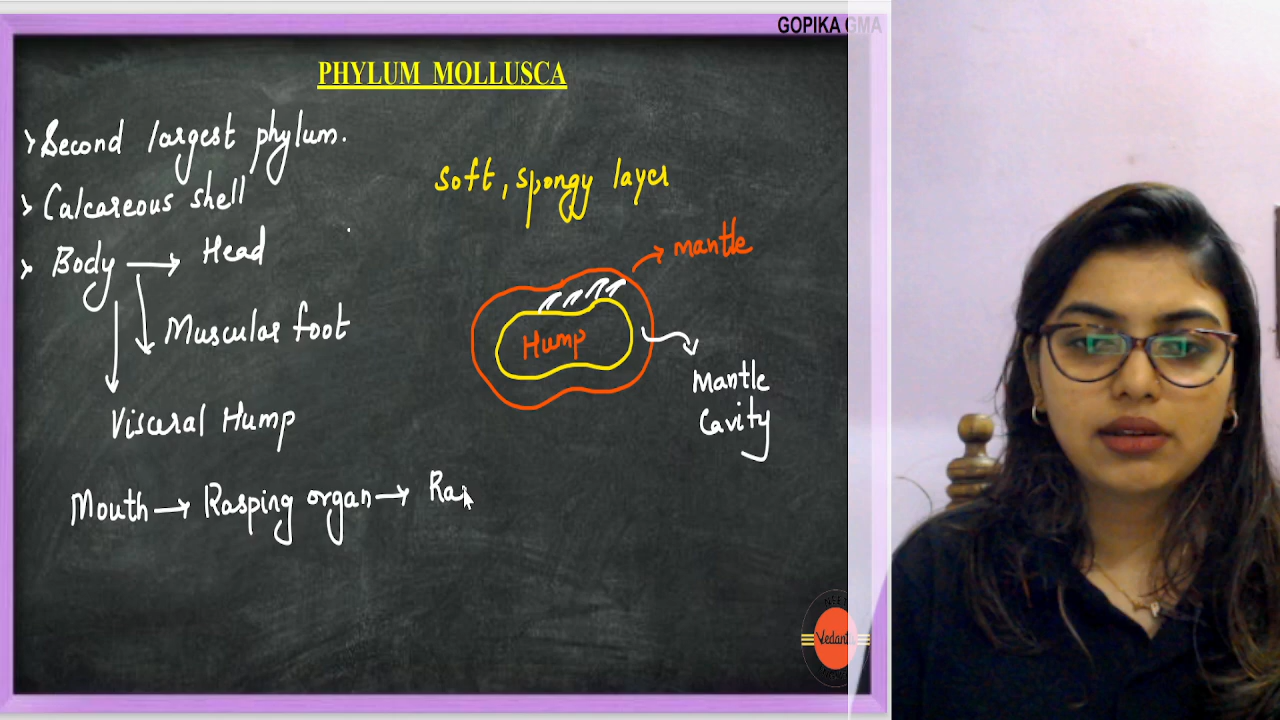 GOPIKA GMA
PHYLUM MOLLUSCA
> Second largest phylum.
> Calcareous shell
> Body → Head
Muscular foot
Visceral Hump
soft, spongy layer
→ mantle
Hump
Mantle
Cavity
Mouth → Rasping organ → Ra